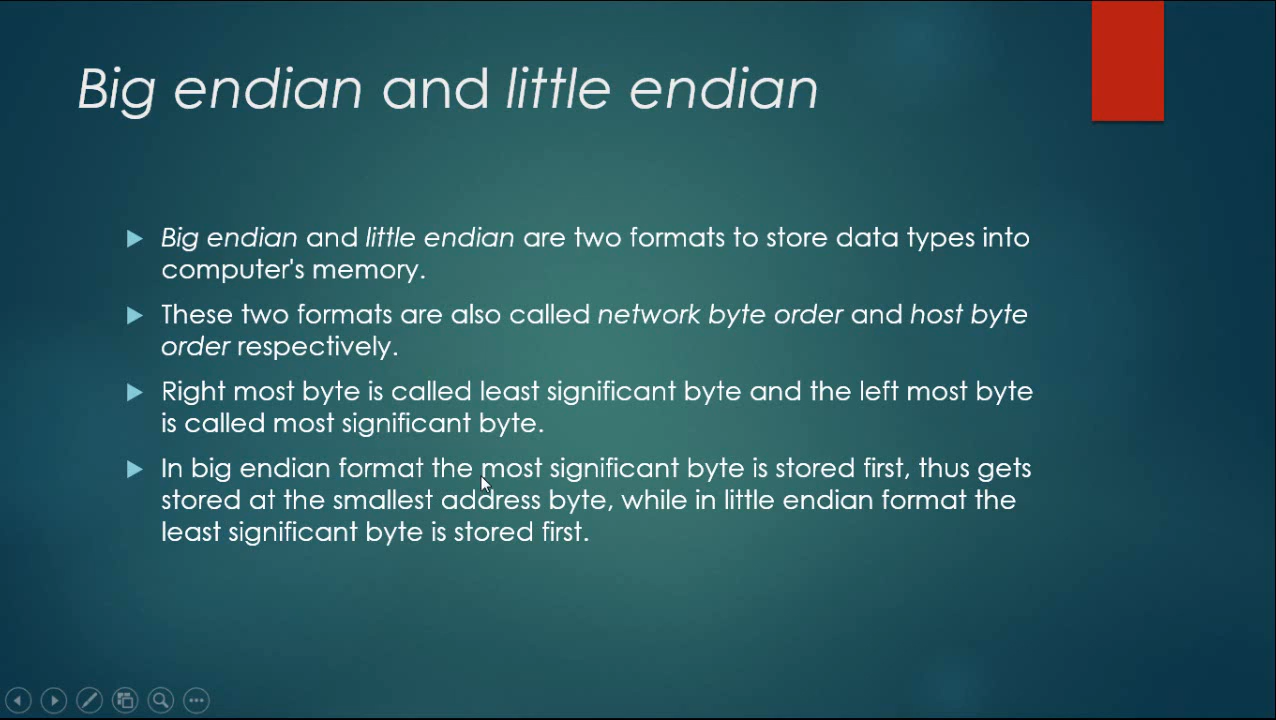 Big endian and little endian
Big endian and little endian are two formats to store data types into
computer's memory.
These two formats are also called network byte order and host byte
order respectively.
Right most byte is called least significant byte and the left most byte
is called most significant byte.
In big endian format the most significant byte is stored first, thus gets
stored at the smallest address byte, while in little endian format the
least significant byte is stored first.